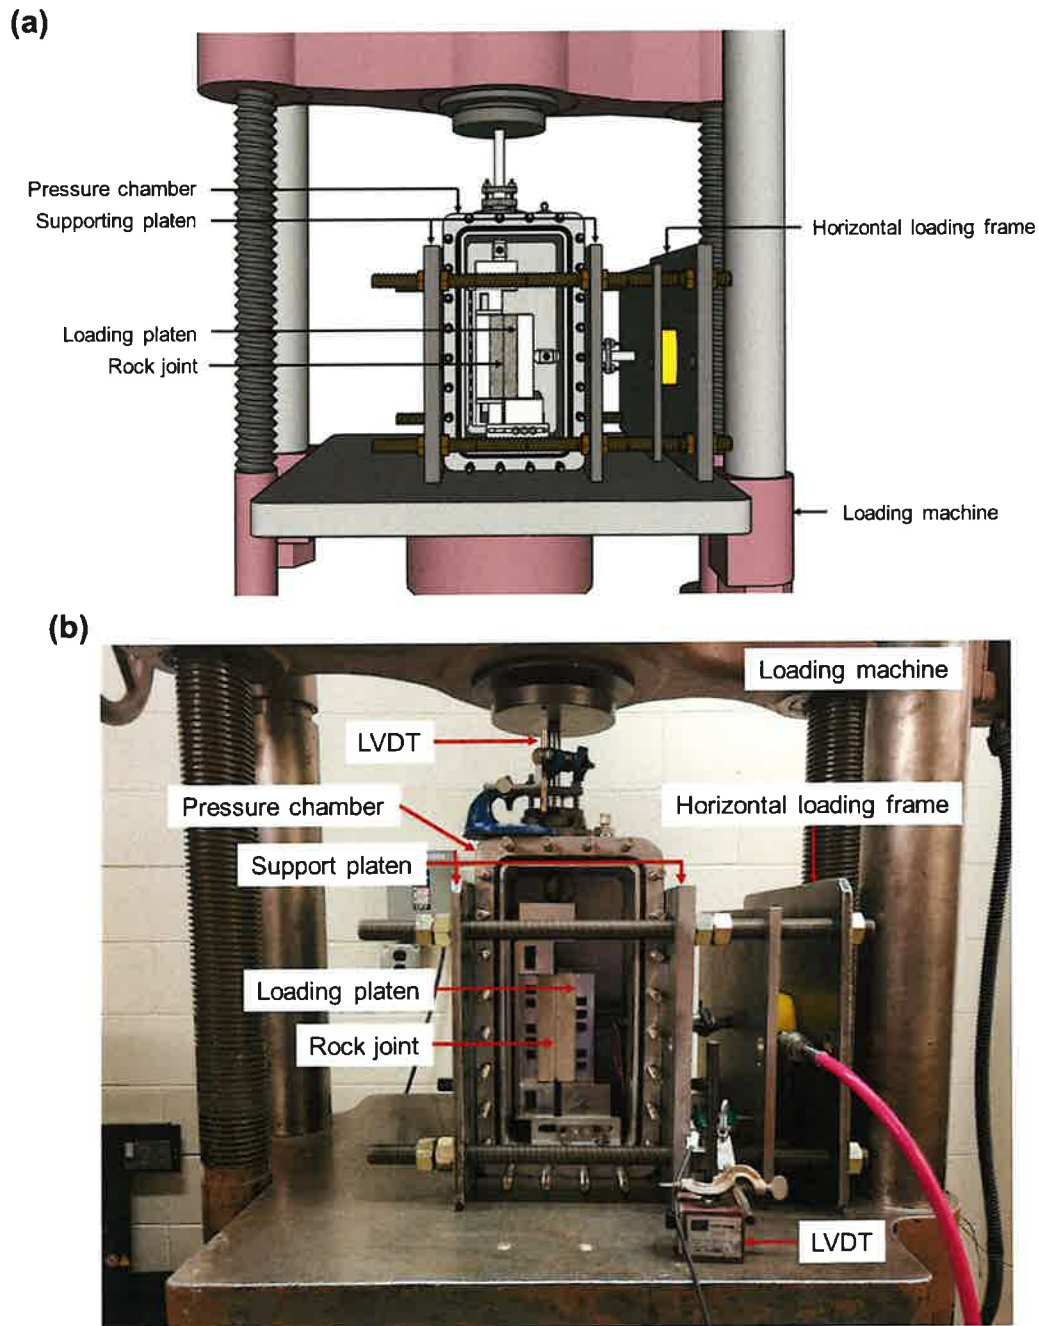 (a)
Pressure chamber
Supporting platen
Horizontal loading frame
Loading platen
Rock joint
Loading machine
(b)
Loading machine
LVDT
Pressure chamber
Horizontal loading frame
Support platen
Loading platen
Rock joint
LVDT